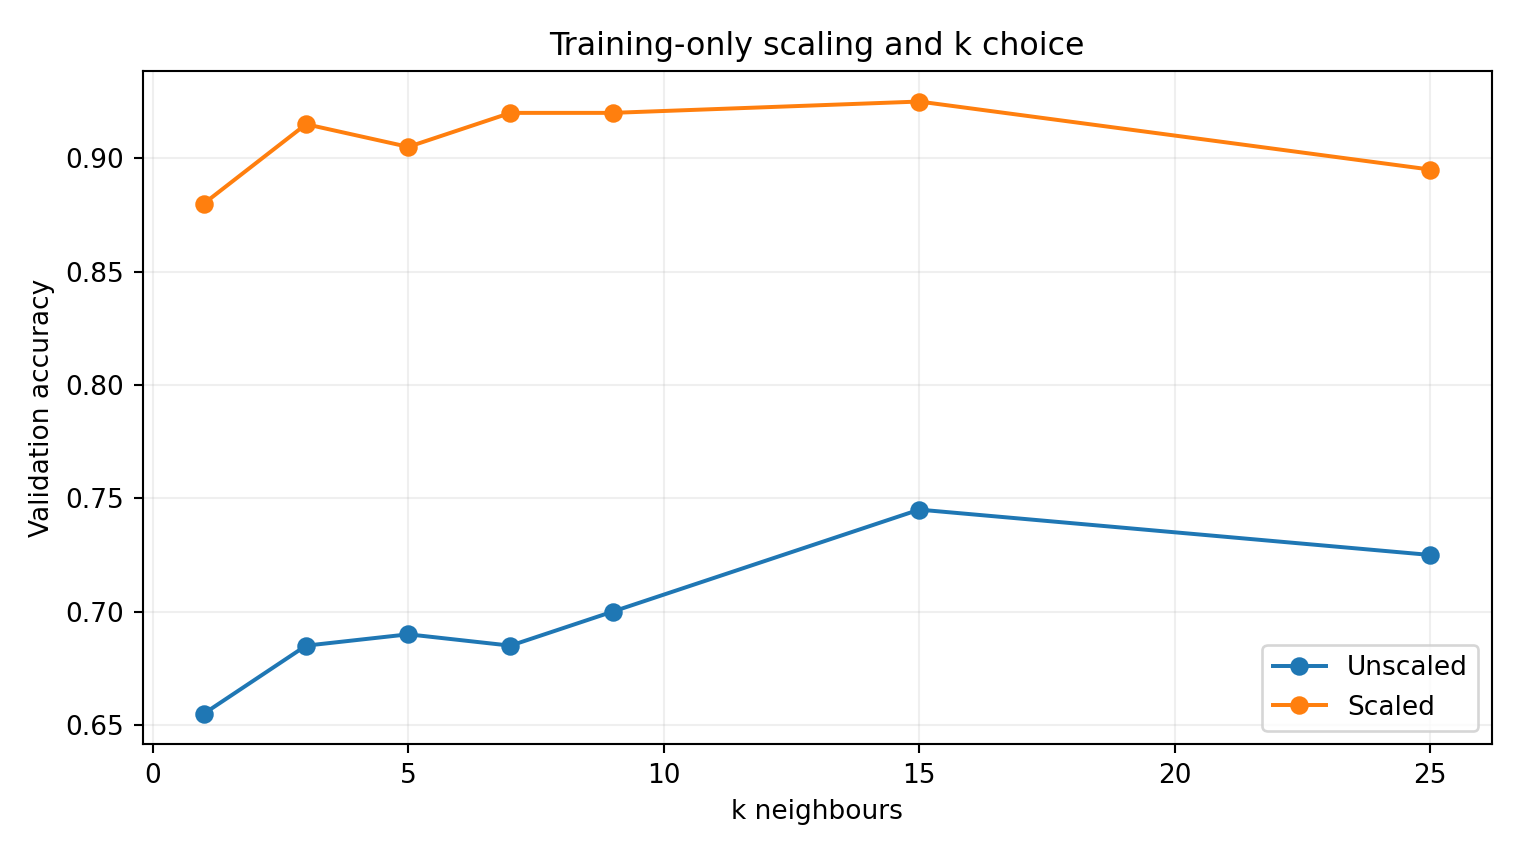 Training-only scaling and k choice
Validation accuracy
0.90
0.85
0.80
0.75
0.70
0.65
Unscaled
Scaled
0 5 10 15 20 25
k neighbours